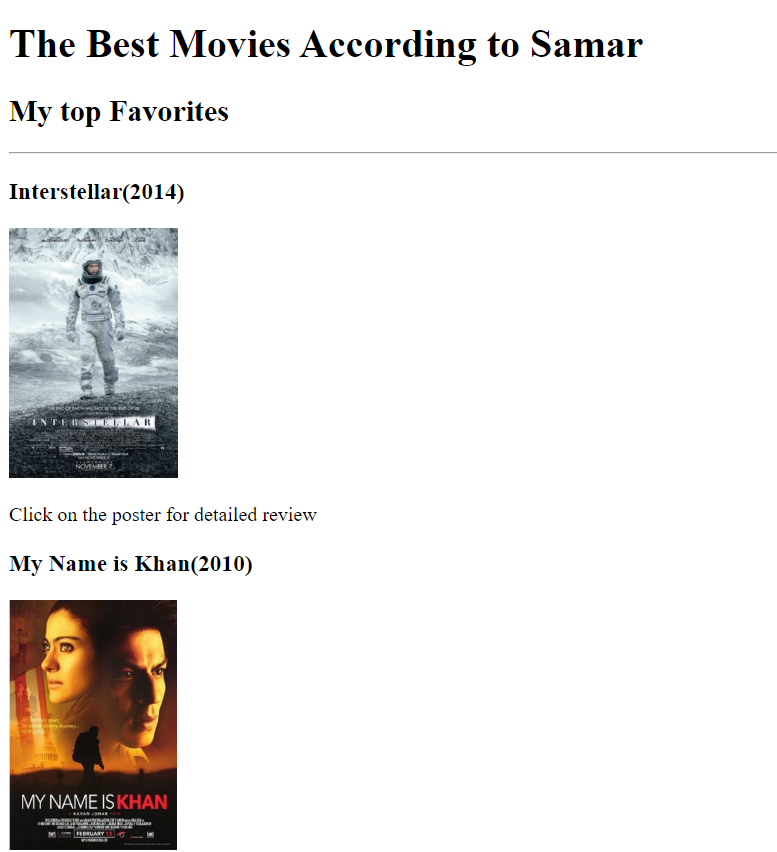 The Best Movies According to Samar
My top Favorites
Interstellar(2014)
THE END OF EARTH WILL NOT BE THE END OF US
INTERSTELLAR
NOVEMBER 7
Click on the poster for detailed review
My Name is Khan(2010)
MY NAME IS KHAN
A KARAN JOHAR FILM
FEBRUARY 12